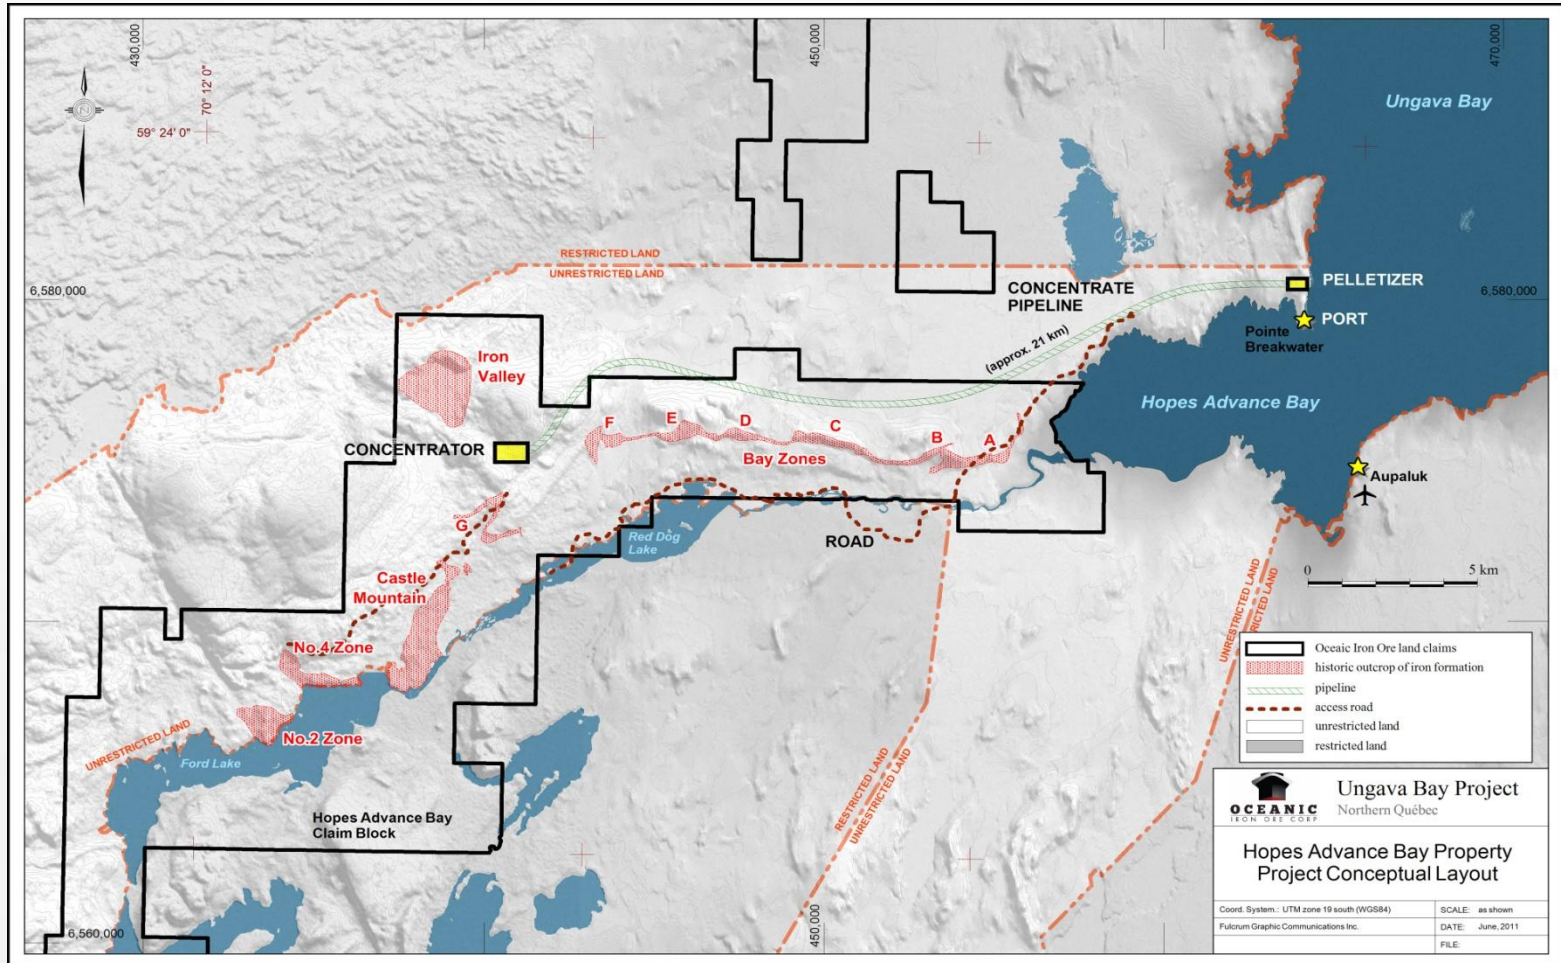 430,000
450,000
470,000
70° 12' 0"
59° 24' 0"
Ungava Bay
RESTRICTED LAND
UNRESTRICTED LAND
6,580,000
CONCENTRATE
PIPELINE
PELLETIZER
6,580,000
PORT
Pointe
Breakwater
(approx. 21 km)
Iron
Valley
Hopes Advance Bay
CONCENTRATOR
F
E
D
C
B
A
Bay Zones
Aupaluk
G
Red Dog
Lake
ROAD
Castle
Mountain
0
5 km
UNRESTRICTED LAND
No.4 Zone
No.2 Zone
UNRESTRICTED LAND
Ford Lake
RESTRICTED LAND
UNRESTRICTED LAND
Hopes Advance Bay
Claim Block
6,560,000
450,000
Oceaic Iron Ore land claims
historic outcrop of iron formation
pipeline
access road
unrestricted land
restricted land
OCEANIC
IRON ORE CORP
Ungava Bay Project
Northern Québec
Hopes Advance Bay Property
Project Conceptual Layout
Coord. System.: UTM zone 19 south (WGS84)
SCALE: as shown
Fulcrum Graphic Communications Inc.
DATE: June, 2011
FILE: